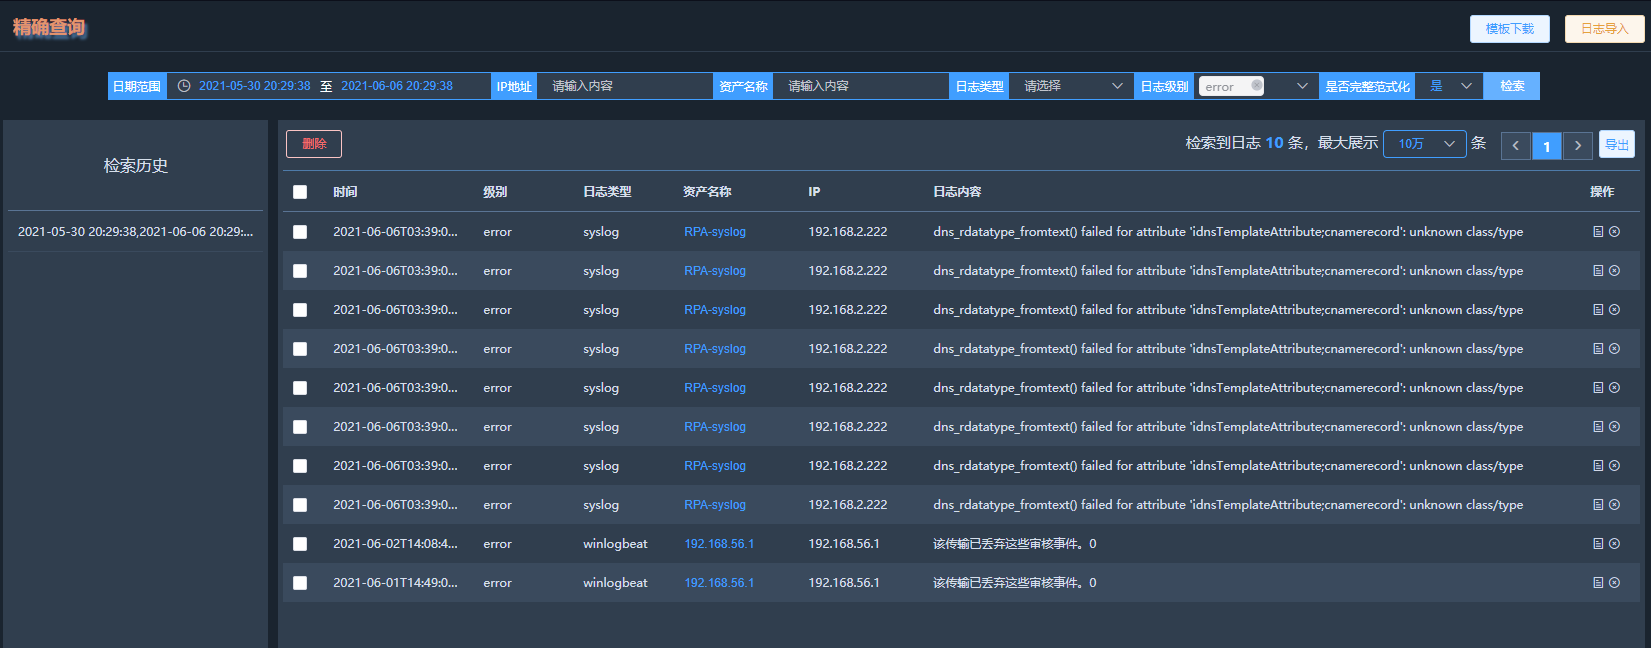 精确查询
模板下载 日志导入
日期范围 2021-05-30 20:29:38 至 2021-06-06 20:29:38 IP地址 请输入内容 资产名称 请输入内容 日志类型 请选择 日志级别 error 是否完整范式化 是 检索
检索历史
2021-05-30 20:29:38,2021-06-06 20:29:...
删除 检索到日志 10 条，最大展示 10万 条 1 导出
时间 级别 日志类型 资产名称 IP 日志内容 操作
2021-06-06T03:39:0... error syslog RPA-syslog 192.168.2.222 dns_rdatatype_fromtext() failed for attribute 'idnsTemplateAttribute;cnamerecord': unknown class/type
2021-06-06T03:39:0... error syslog RPA-syslog 192.168.2.222 dns_rdatatype_fromtext() failed for attribute 'idnsTemplateAttribute;cnamerecord': unknown class/type
2021-06-06T03:39:0... error syslog RPA-syslog 192.168.2.222 dns_rdatatype_fromtext() failed for attribute 'idnsTemplateAttribute;cnamerecord': unknown class/type
2021-06-06T03:39:0... error syslog RPA-syslog 192.168.2.222 dns_rdatatype_fromtext() failed for attribute 'idnsTemplateAttribute;cnamerecord': unknown class/type
2021-06-06T03:39:0... error syslog RPA-syslog 192.168.2.222 dns_rdatatype_fromtext() failed for attribute 'idnsTemplateAttribute;cnamerecord': unknown class/type
2021-06-06T03:39:0... error syslog RPA-syslog 192.168.2.222 dns_rdatatype_fromtext() failed for attribute 'idnsTemplateAttribute;cnamerecord': unknown class/type
2021-06-06T03:39:0... error syslog RPA-syslog 192.168.2.222 dns_rdatatype_fromtext() failed for attribute 'idnsTemplateAttribute;cnamerecord': unknown class/type
2021-06-06T03:39:0... error syslog RPA-syslog 192.168.2.222 dns_rdatatype_fromtext() failed for attribute 'idnsTemplateAttribute;cnamerecord': unknown class/type
2021-06-02T14:08:4... error winlogbeat 192.168.56.1 192.168.56.1 该传输已丢弃这些审核事件。0
2021-06-01T14:49:0... error winlogbeat 192.168.56.1 192.168.56.1 该传输已丢弃这些审核事件。0